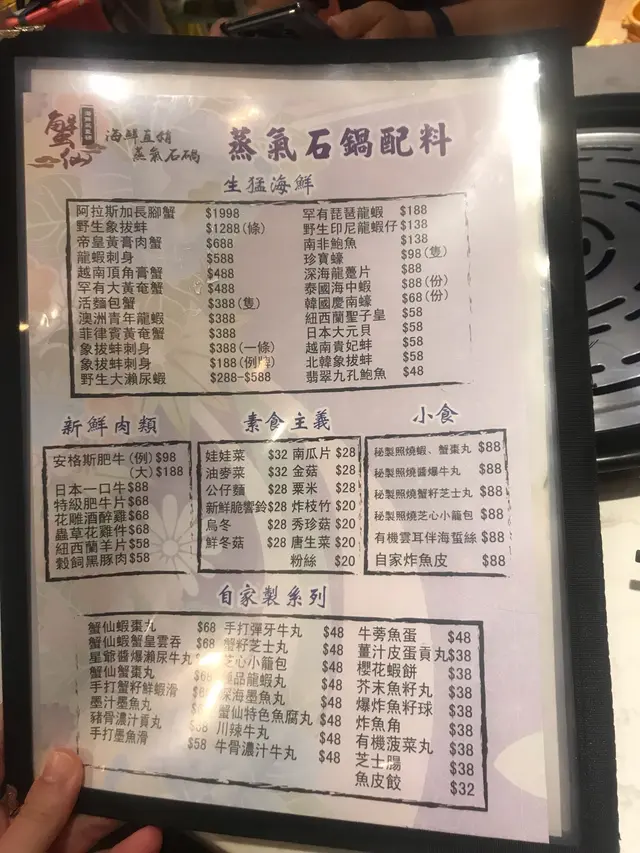 蟹仙
海鮮直銷
蒸氣石鍋
蒸氣石鍋配料
生猛海鮮
阿拉斯加長腳蟹 $1998
野生象拔蚌 $1288(條)
帝皇黃膏肉蟹 $688
龍蝦刺身 $588
越南頂角膏蟹 $488
罕有大黃奄蟹 $488
活麵包蟹 $388(隻)
澳洲青年龍蝦 $388
菲律賓黃奄蟹 $388
象拔蚌刺身 $388(一條)
象拔蚌刺身 $188(例牌)
野生大瀨尿蝦 $288-$588
罕有琵琶龍蝦 $188
野生印尼龍蝦仔 $138
南非鮑魚 $138
珍寶蠔 $98(隻)
深海龍躉片 $88
泰國海中蝦 $88(份)
韓國慶南蠔 $68(份)
紐西蘭聖子皇 $58
日本大元貝 $58
越南貴妃蚌 $58
北韓象拔蚌 $58
翡翠九孔鮑魚 $48
新鮮肉類
安格斯肥牛(例) $98
(大) $188
日本一口牛 $88
特級肥牛片 $68
花雕酒醉雞 $68
蟲草花雞件 $68
紐西蘭羊片 $58
穀飼黑豚肉 $58
素食主義
娃娃菜 $32
油麥菜 $32
公仔麵 $28
新鮮脆響鈴 $28
烏冬 $28
鮮冬菇 $28
南瓜片 $28
金菇 $28
粟米 $28
炸枝竹 $20
秀珍菇 $20
唐生菜 $20
粉絲 $20
小食
秘製照燒蝦、蟹棗丸 $88
秘製照燒醬爆牛丸 $88
秘製照燒蟹籽芝士丸 $88
秘製照燒芝心小籠包 $88
有機雲耳伴海蜇絲 $88
自家炸魚皮 $88
自家製系列
蟹仙蝦棗丸 $68
蟹仙蝦蟹皇雲吞 $68
星爺醬爆瀨尿牛丸
蟹仙蟹棗丸
手打蟹籽鮮蝦滑
墨汁墨魚丸
豬骨濃汁貢丸
手打墨魚滑 $58
手打彈牙牛丸 $48
蟹籽芝士丸 $48
芝心小籠包 $48
品龍蝦丸 $48
深海墨魚丸 $48
蟹仙特色魚腐丸 $48
川辣牛丸 $48
牛骨濃汁牛丸 $48
牛蒡魚蛋 $48
薑汁皮蛋貢丸 $38
櫻花蝦餅 $38
芥末魚籽丸 $38
爆炸魚籽球 $38
炸魚角 $38
有機菠菜丸 $38
芝士腸 $38
魚皮餃 $32